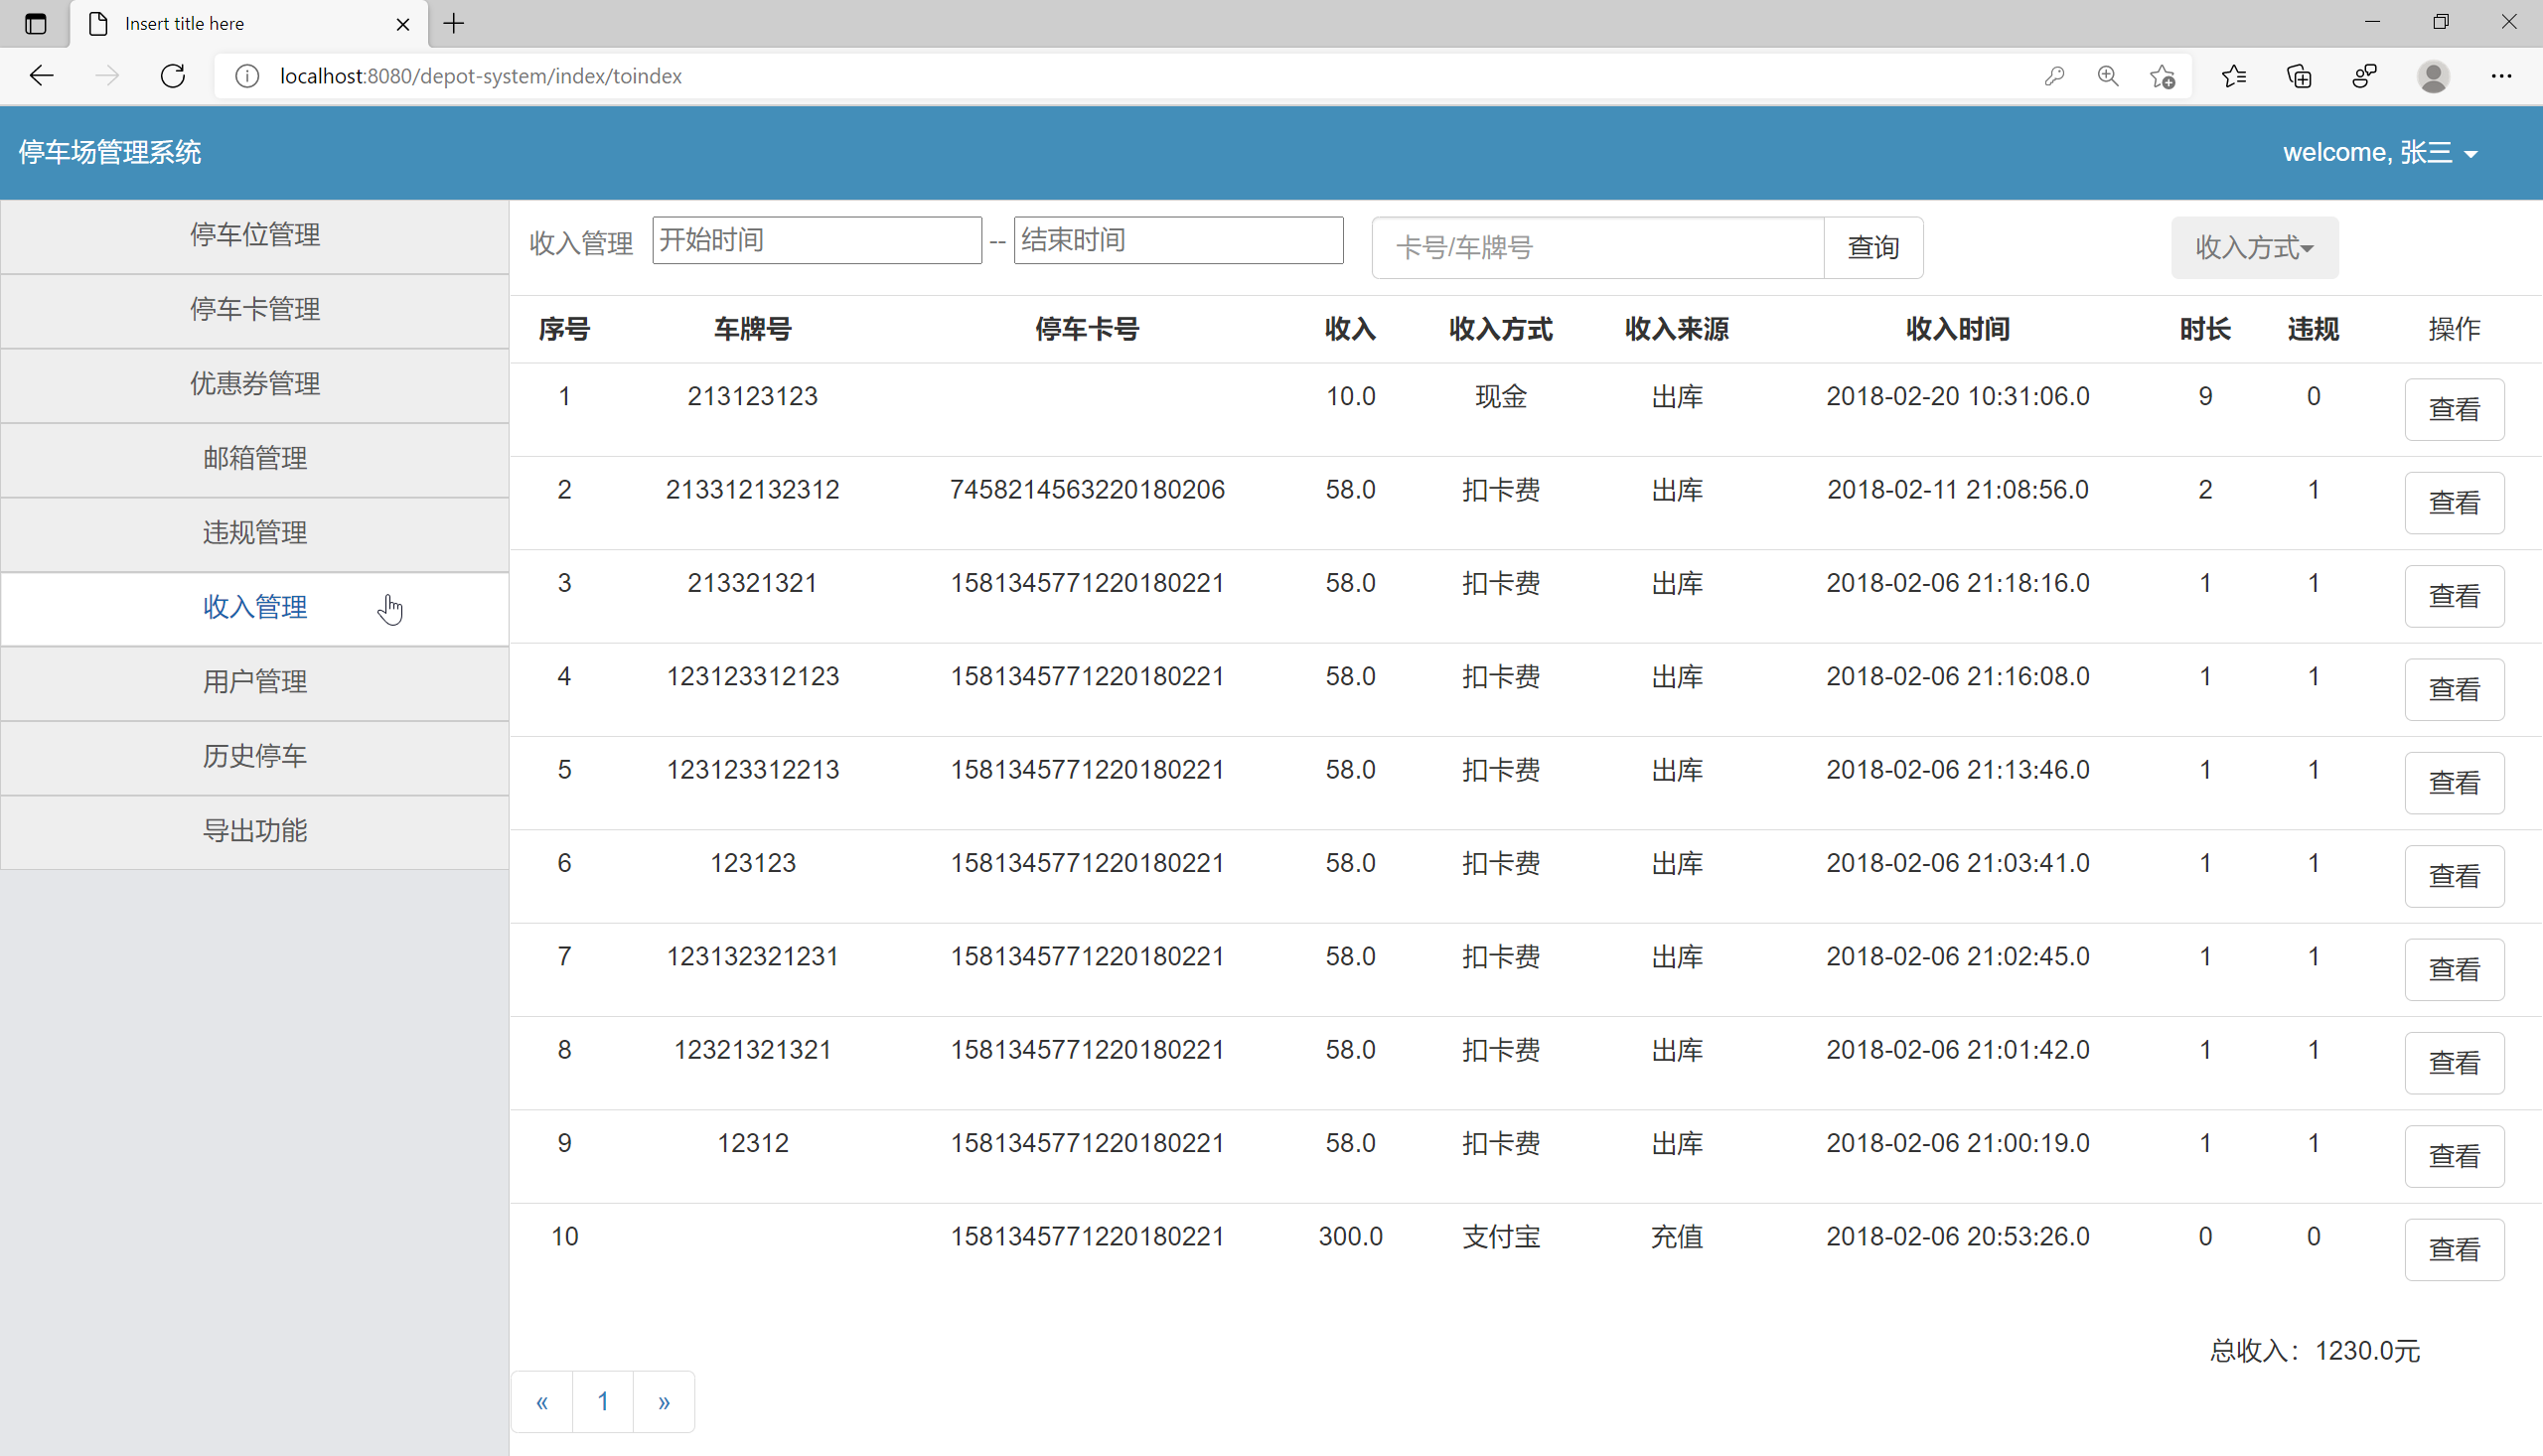 Insert title here
localhost:8080/depot-system/index/toindex
停车场管理系统
welcome, 张三
停车位管理
停车卡管理
优惠券管理
邮箱管理
违规管理
收入管理
用户管理
历史停车
导出功能
收入管理 开始时间 -- 结束时间 卡号/车牌号 查询 收入方式
序号 车牌号 停车卡号 收入 收入方式 收入来源 收入时间 时长 违规 操作
1 213123123 10.0 现金 出库 2018-02-20 10:31:06.0 9 0 查看
2 213312132312 7458214563220180206 58.0 扣卡费 出库 2018-02-11 21:08:56.0 2 1 查看
3 213321321 1581345771220180221 58.0 扣卡费 出库 2018-02-06 21:18:16.0 1 1 查看
4 123123312123 1581345771220180221 58.0 扣卡费 出库 2018-02-06 21:16:08.0 1 1 查看
5 123123312213 1581345771220180221 58.0 扣卡费 出库 2018-02-06 21:13:46.0 1 1 查看
6 123123 1581345771220180221 58.0 扣卡费 出库 2018-02-06 21:03:41.0 1 1 查看
7 123132321231 1581345771220180221 58.0 扣卡费 出库 2018-02-06 21:02:45.0 1 1 查看
8 12321321321 1581345771220180221 58.0 扣卡费 出库 2018-02-06 21:01:42.0 1 1 查看
9 12312 1581345771220180221 58.0 扣卡费 出库 2018-02-06 21:00:19.0 1 1 查看
10 1581345771220180221 300.0 支付宝 充值 2018-02-06 20:53:26.0 0 0 查看
总收入：1230.0元
« 1 »